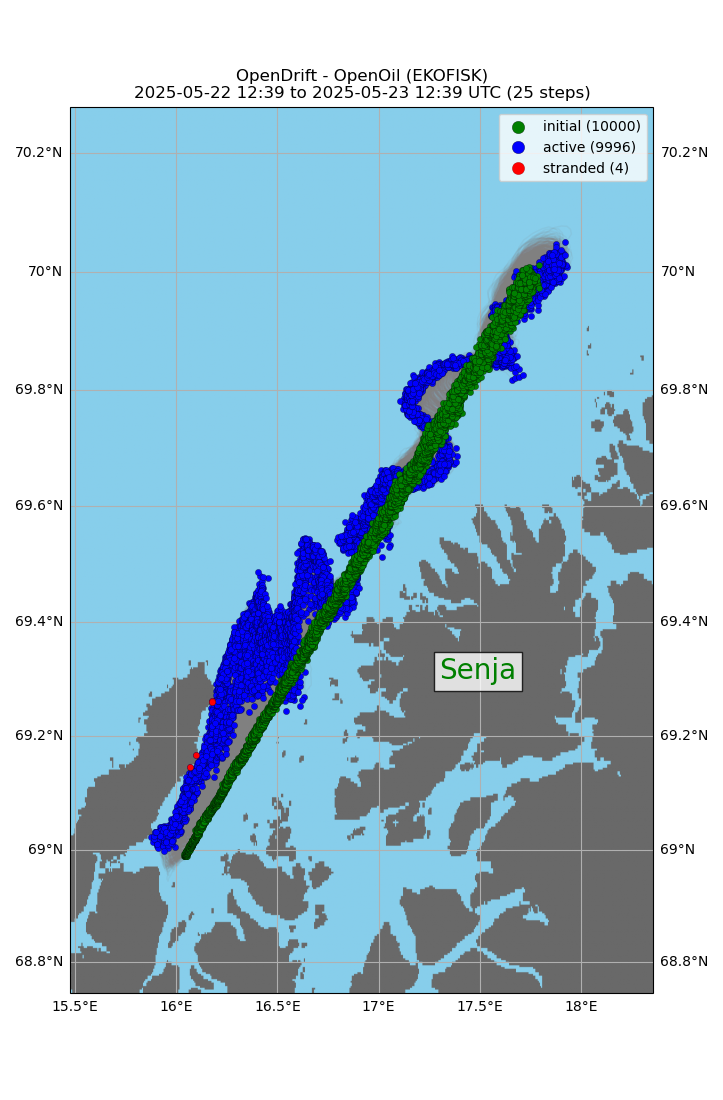 OpenDrift - OpenOil (EKOFISK)
2025-05-22 12:39 to 2025-05-23 12:39 UTC (25 steps)
initial (10000)
active (9996)
stranded (4)
70.2°N 70.2°N
70°N 70°N
69.8°N 69.8°N
69.6°N 69.6°N
69.4°N 69.4°N
Senja
69.2°N 69.2°N
69°N 69°N
68.8°N 68.8°N
15.5°E 16°E 16.5°E 17°E 17.5°E 18°E